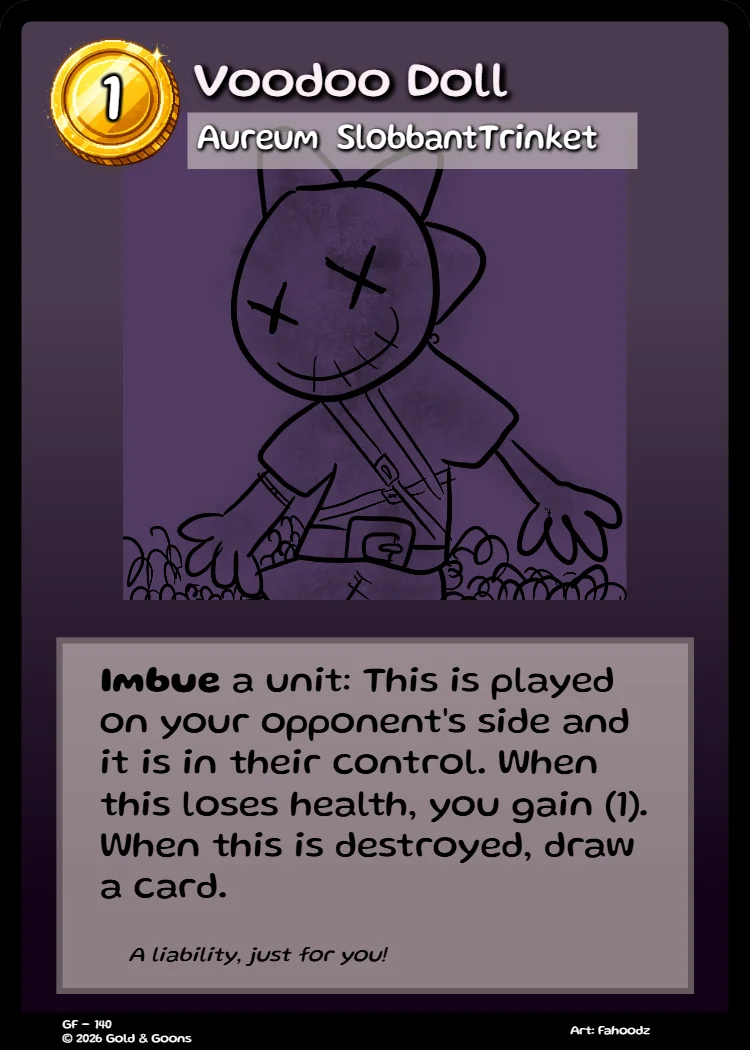 1
Voodoo Doll
Aureum SlobbantTrinket
Imbue a unit: This is played
on your opponent's side and
it is in their control. When
this loses health, you gain (1).
When this is destroyed, draw
a card.
A liability, just for you!
GF - 140
© 2026 Gold & Goons
Art: fahoodz